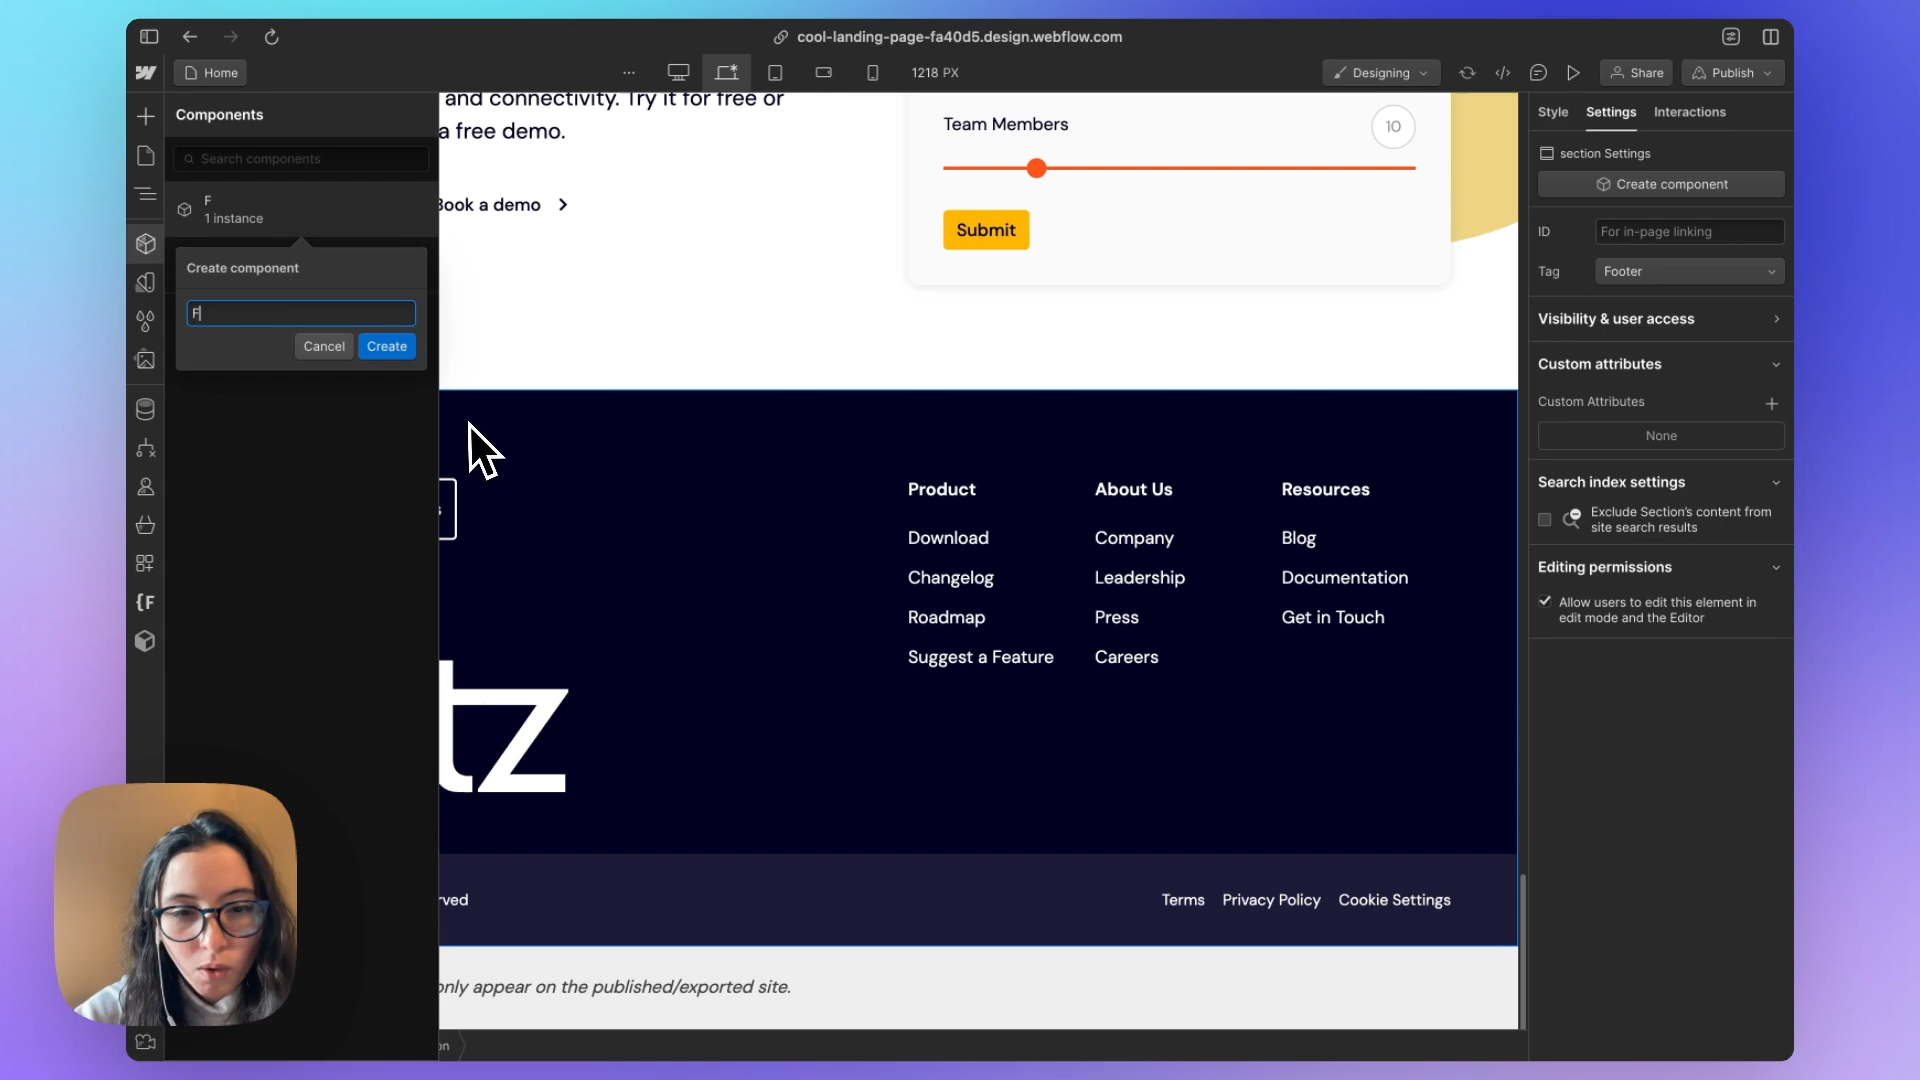 cool-landing-page-fa40d5.design.webflow.com
Home
1218 PX
Designing
Share
Publish
Components
Search components
F
1 instance
Create component
F
Cancel
Create
and connectivity. Try it for free or
a free demo.
Book a demo
Team Members
10
Submit
Product
Download
Changelog
Roadmap
Suggest a Feature
About Us
Company
Leadership
Press
Careers
Resources
Blog
Documentation
Get in Touch
tz
rved
Terms
Privacy Policy
Cookie Settings
only appear on the published/exported site.
on
Style
Settings
Interactions
section Settings
Create component
ID
For in-page linking
Tag
Footer
Visibility & user access
Custom attributes
Custom Attributes
None
Search index settings
Exclude Section's content from
site search results
Editing permissions
Allow users to edit this element in
edit mode and the Editor
{F